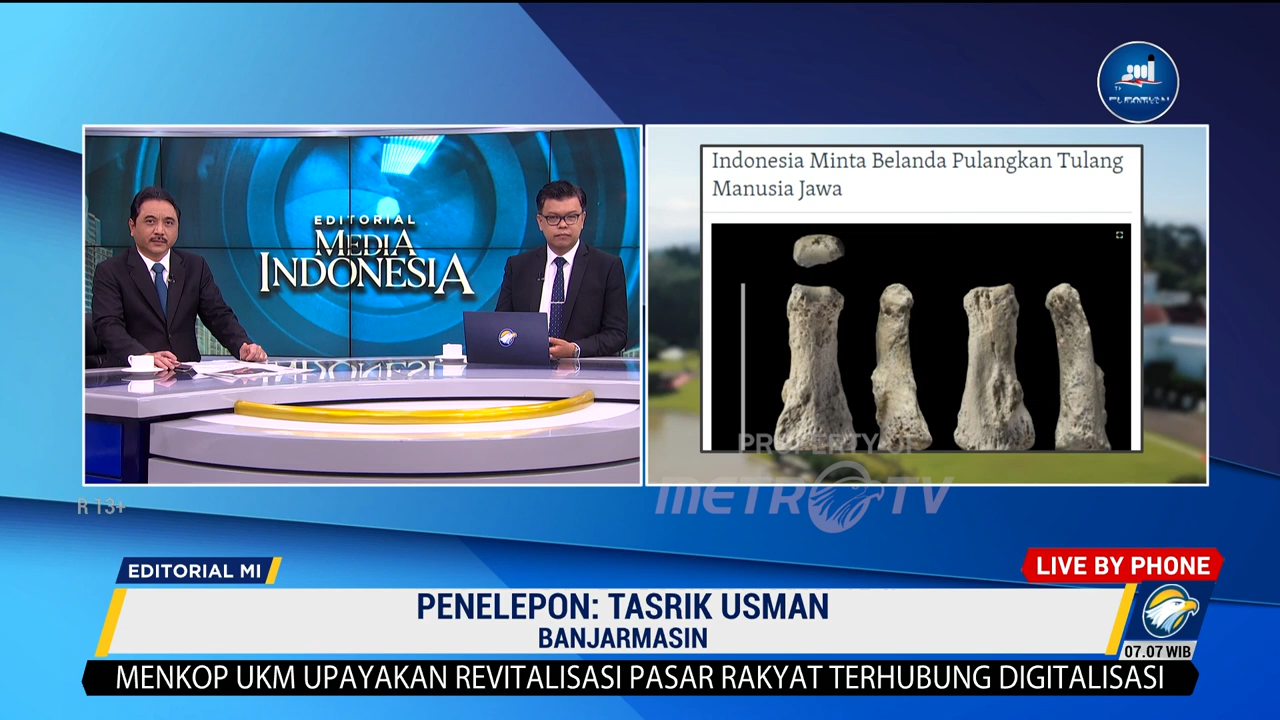 Indonesia Minta Belanda Pulangkan Tulang
Manusia Jawa
EDITORIAL
MEDIA
INDONESIA
PROPERTY OF
METRO TV
R 13+
EDITORIAL MI
LIVE BY PHONE
PENELEPON: TASRIK USMAN
BANJARMASIN
07.07 WIB
MENKOP UKM UPAYAKAN REVITALISASI PASAR RAKYAT TERHUBUNG DIGITALISASI